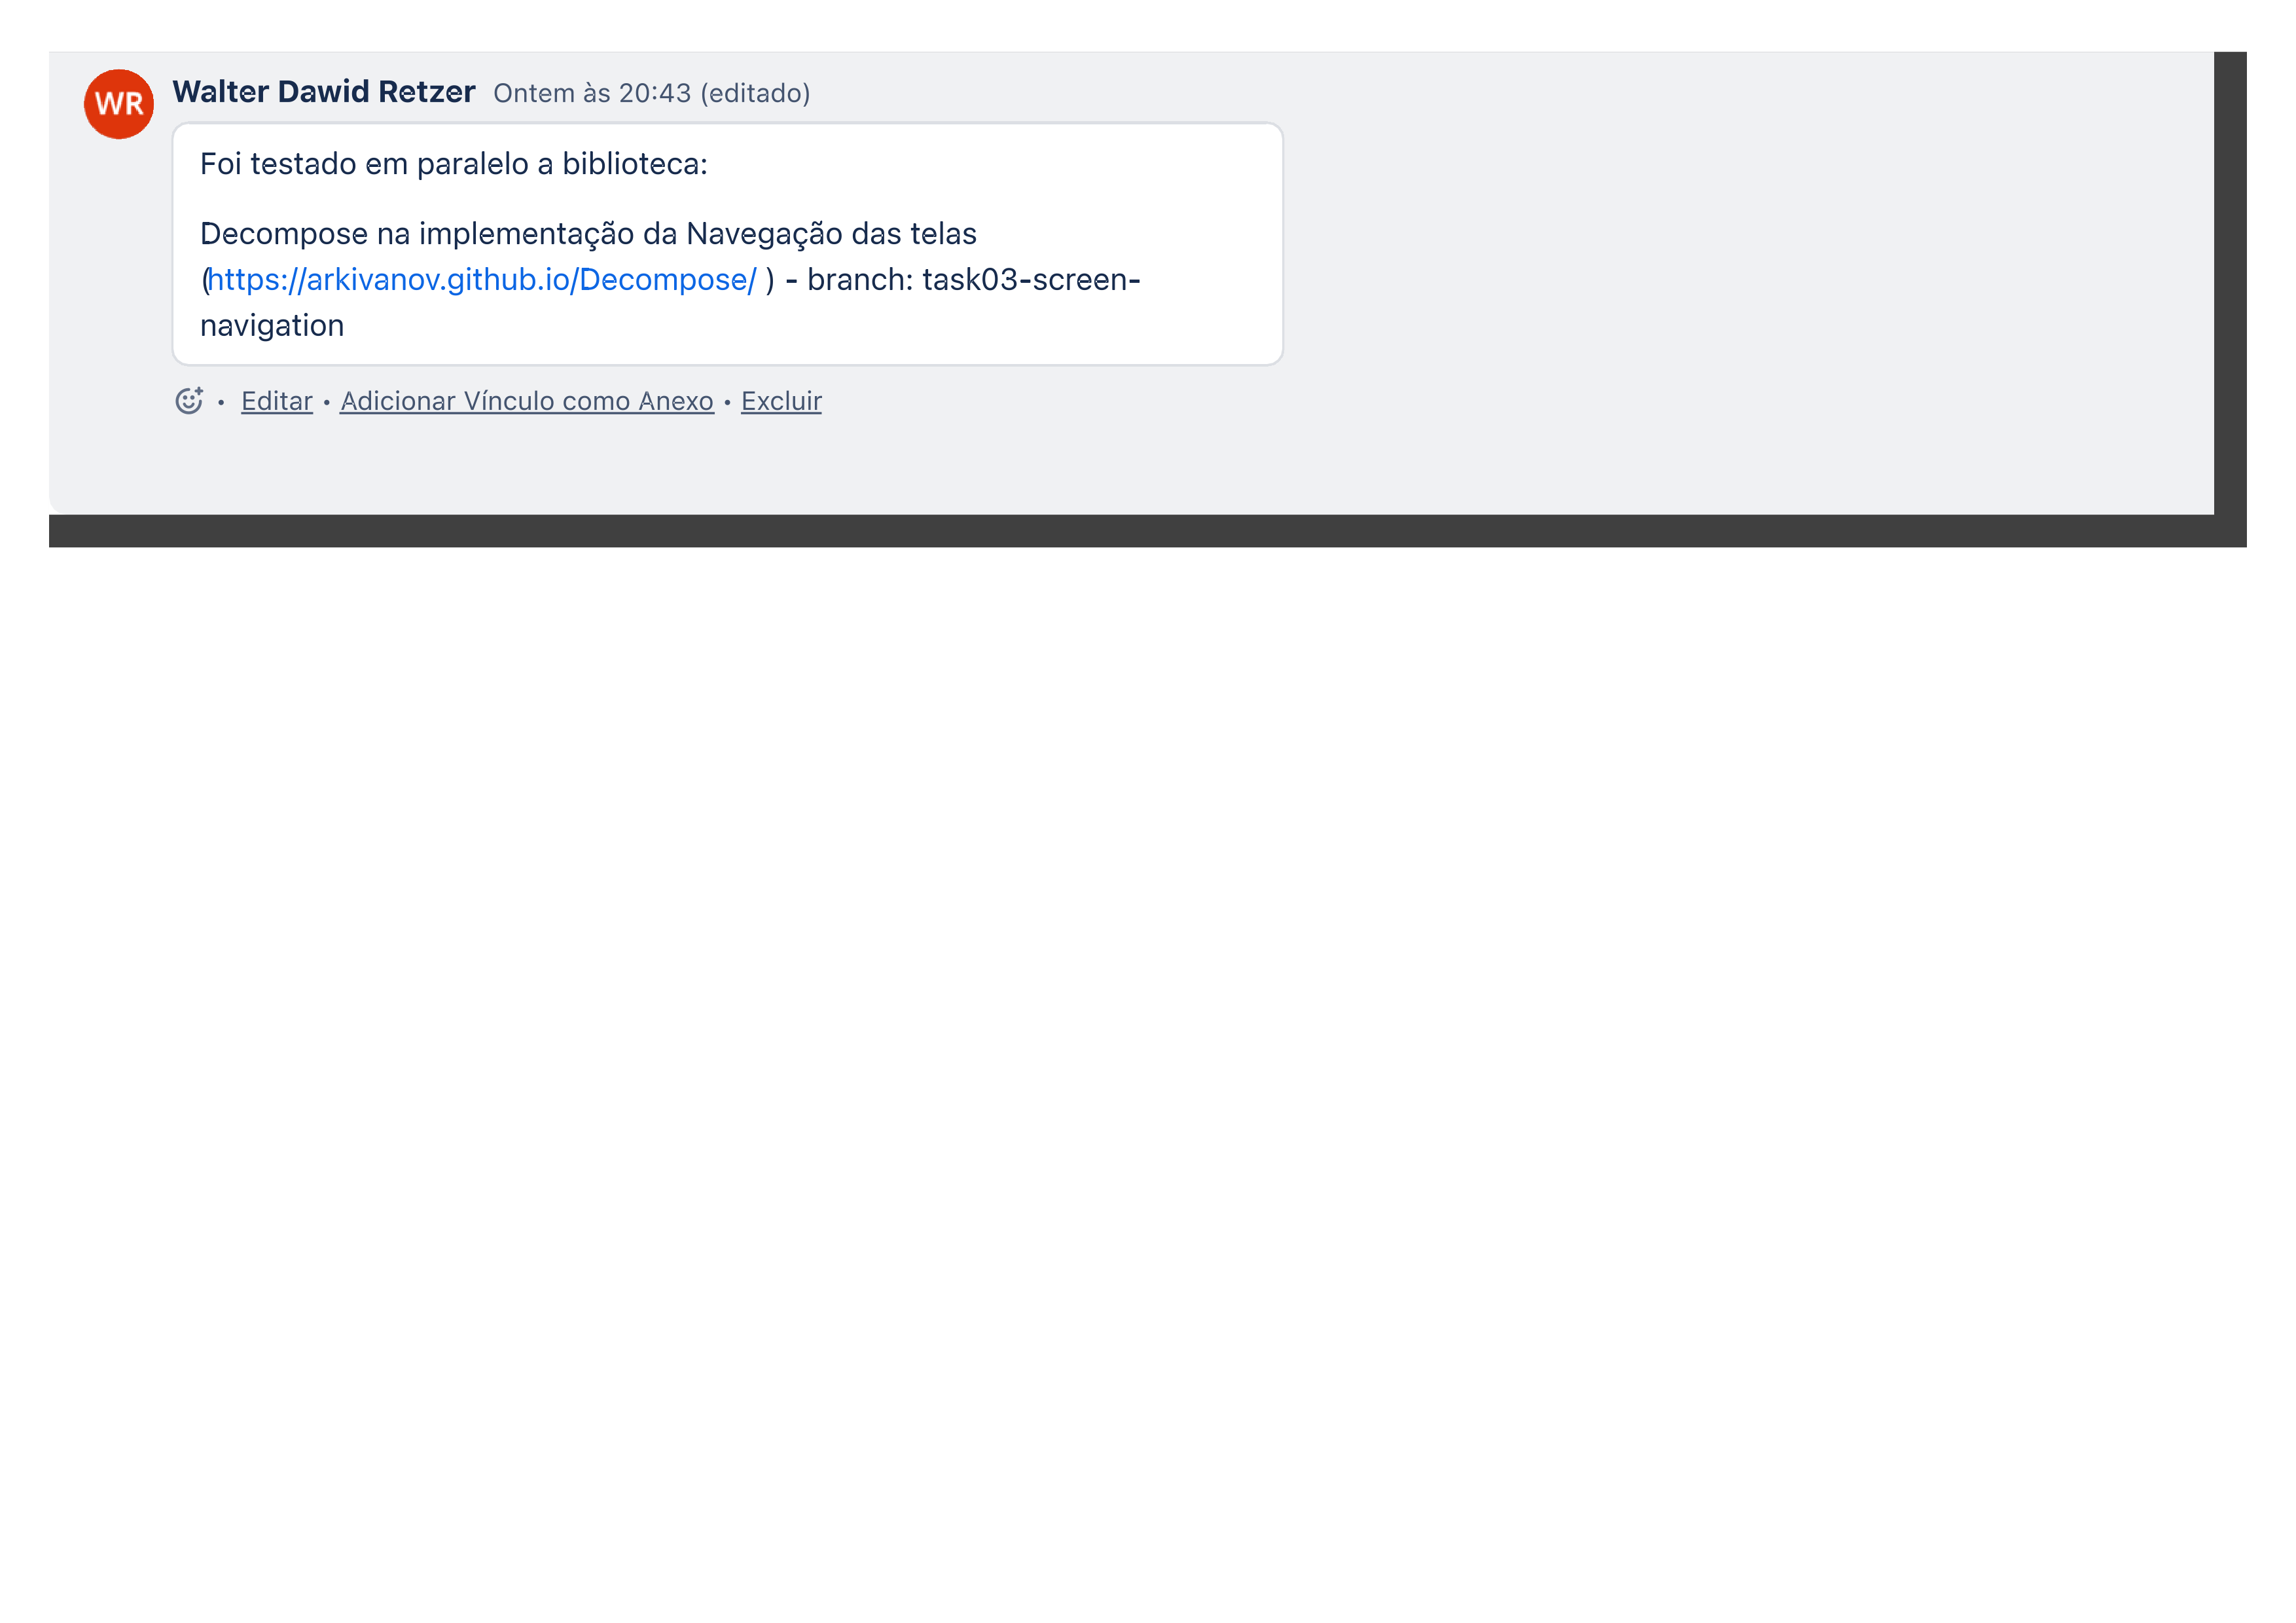 WR
Walter Dawid Retzer Ontem às 20:43 (editado)
Foi testado em paralelo a biblioteca:
Decompose na implementação da Navegação das telas
(https://arkivanov.github.io/Decompose/ ) - branch: task03-screen-
navigation
• Editar • Adicionar Vínculo como Anexo • Excluir